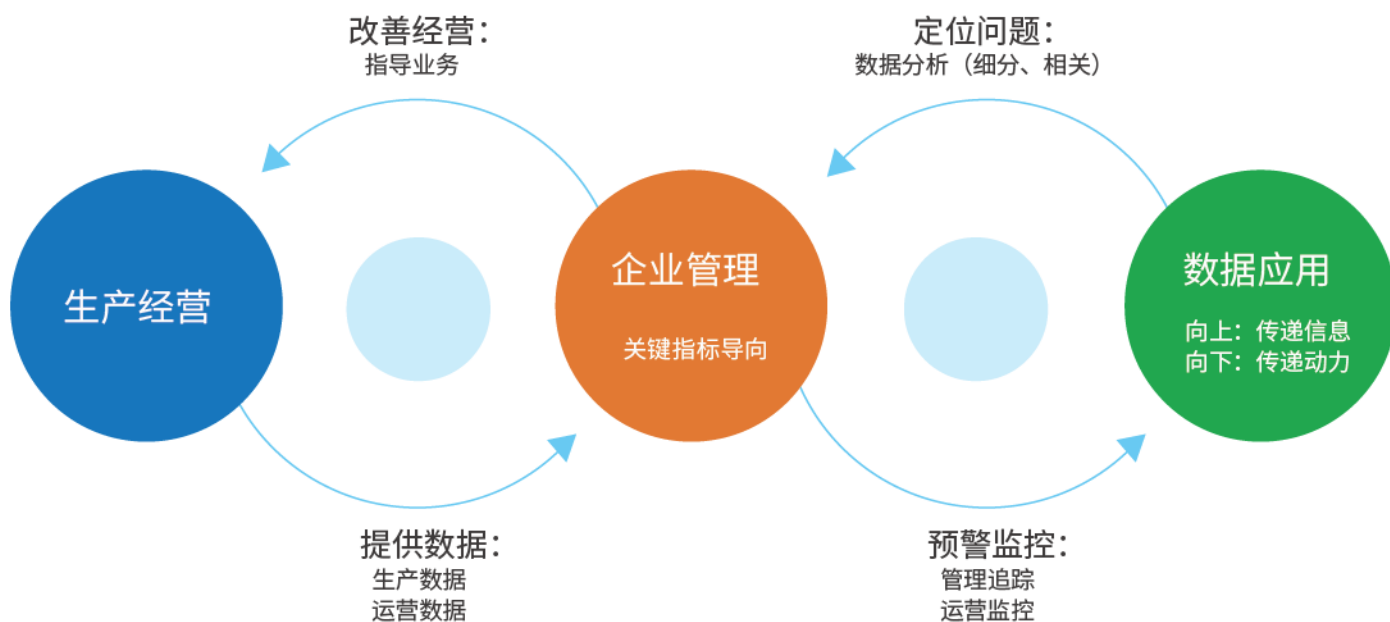 改善经营：
指导业务
定位问题：
数据分析（细分、相关）
生产经营
企业管理
关键指标导向
数据应用
向上：传递信息
向下：传递动力
提供数据：
生产数据
运营数据
预警监控：
管理追踪
运营监控